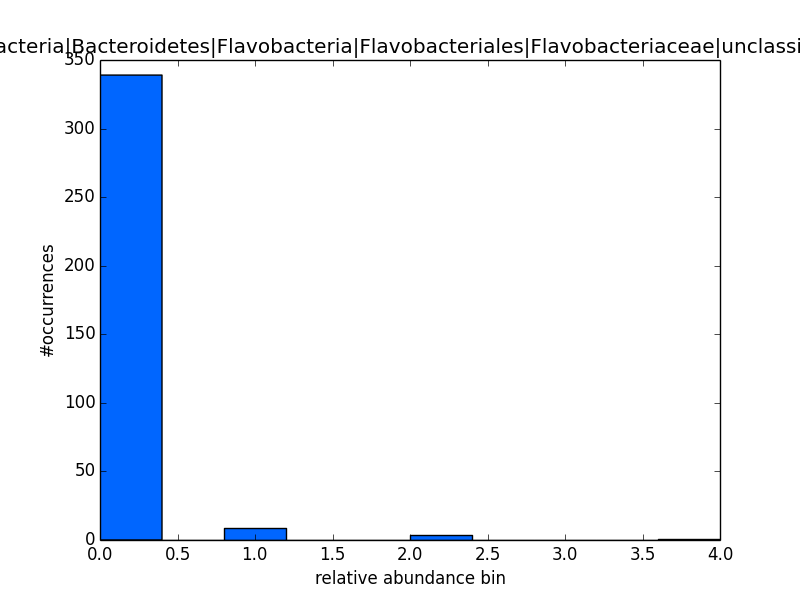 acteria|Bacteroidetes|Flavobacteria|Flavobacteriales|Flavobacteriaceae|unclassi
350
300
250
200
150
100
50
0
#occurrences
0.0 0.5 1.0 1.5 2.0 2.5 3.0 3.5 4.0
relative abundance bin